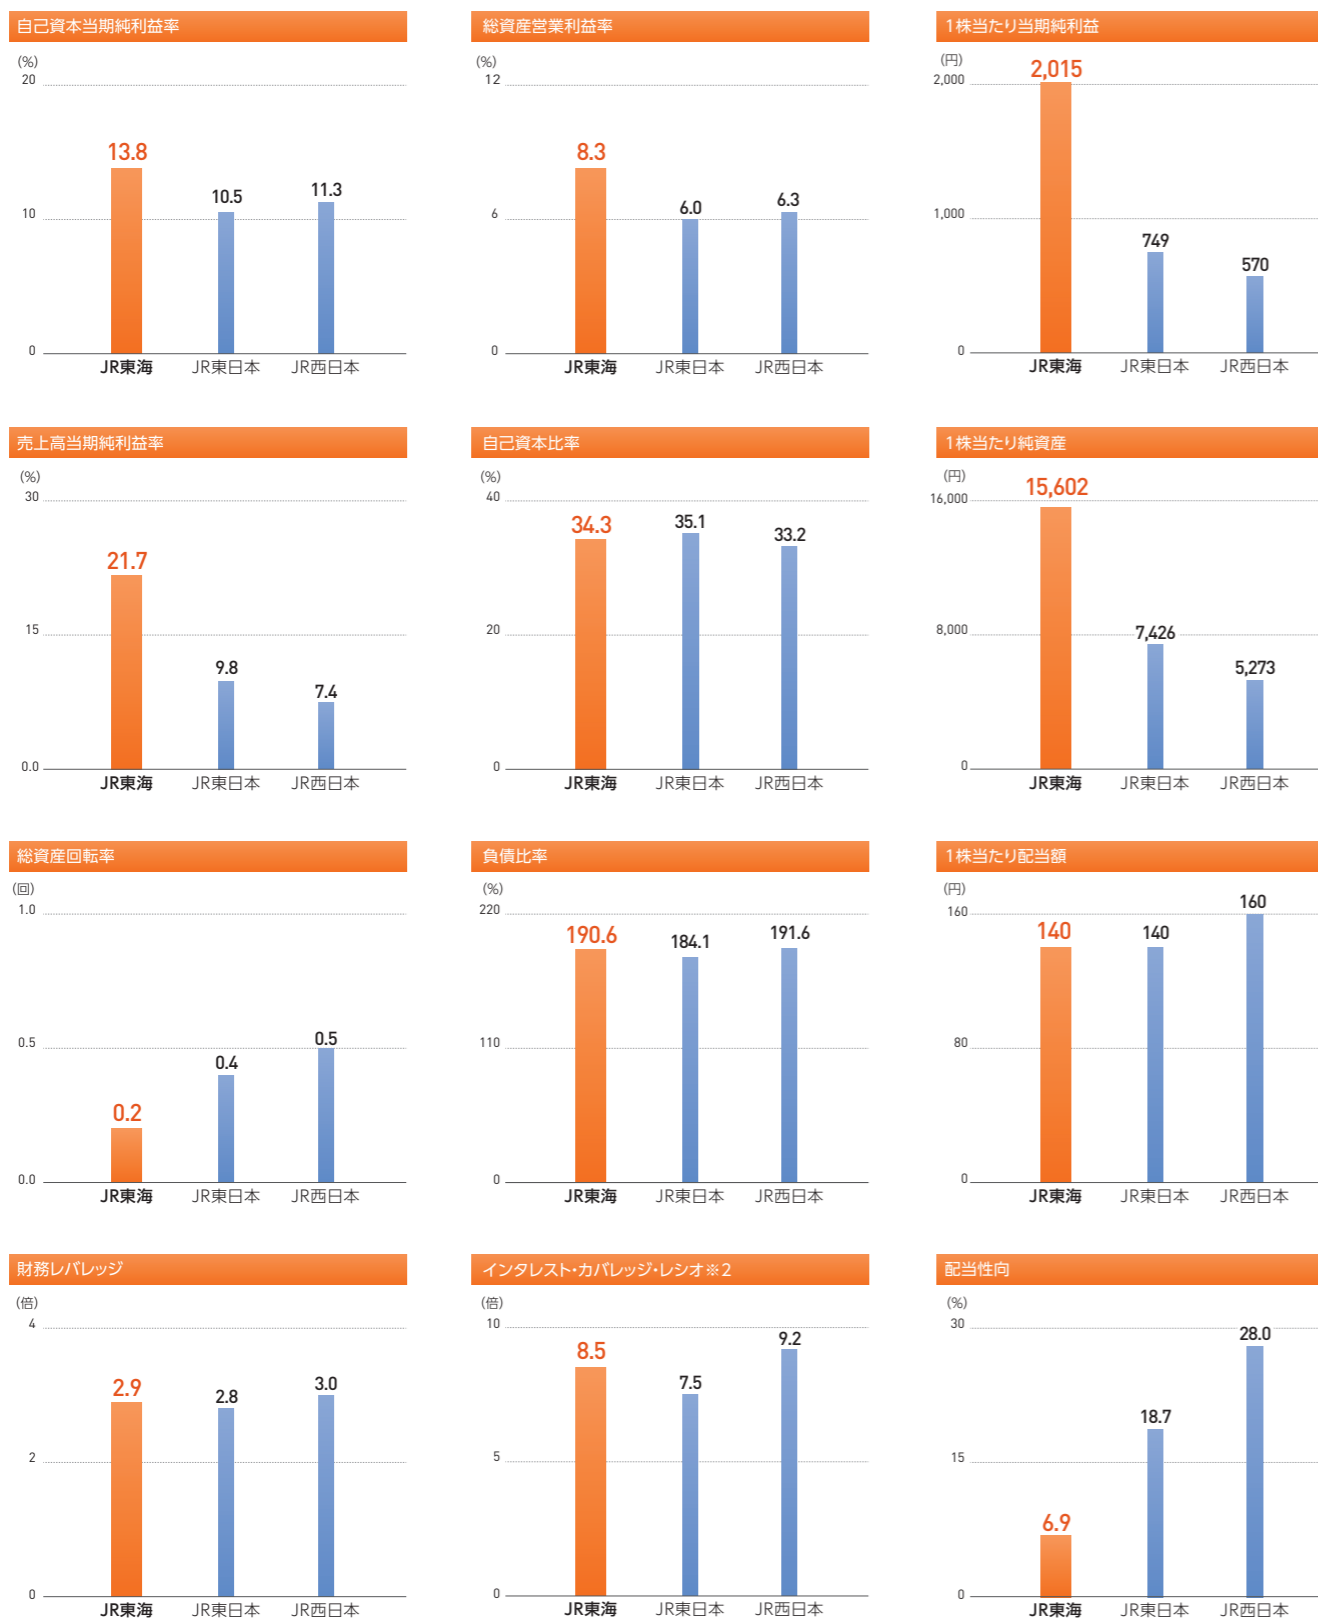 自己資本当期純利益率
(%)
20
10
0
13.8
10.5
11.3
JR東海
JR東日本
JR西日本
総資産営業利益率
(%)
12
6
0
8.3
6.0
6.3
JR東海
JR東日本
JR西日本
1株当たり当期純利益
(円)
2,000
1,000
0
2,015
749
570
JR東海
JR東日本
JR西日本
売上高当期純利益率
(%)
30
15
0.0
21.7
9.8
7.4
JR東海
JR東日本
JR西日本
自己資本比率
(%)
40
20
0
34.3
35.1
33.2
JR東海
JR東日本
JR西日本
1株当たり純資産
(円)
16,000
8,000
0
15,602
7,426
5,273
JR東海
JR東日本
JR西日本
総資産回転率
(回)
1.0
0.5
0.0
0.2
0.4
0.5
JR東海
JR東日本
JR西日本
負債比率
(%)
220
110
0
190.6
184.1
191.6
JR東海
JR東日本
JR西日本
1株当たり配当額
(円)
160
80
0
140
140
160
JR東海
JR東日本
JR西日本
財務レバレッジ
(倍)
4
2
0
2.9
2.8
3.0
JR東海
JR東日本
JR西日本
インタレスト・カバレッジ・レシオ※2
(倍)
10
5
0
8.5
7.5
9.2
JR東海
JR東日本
JR西日本
配当性向
(%)
30
15
0
6.9
18.7
28.0
JR東海
JR東日本
JR西日本